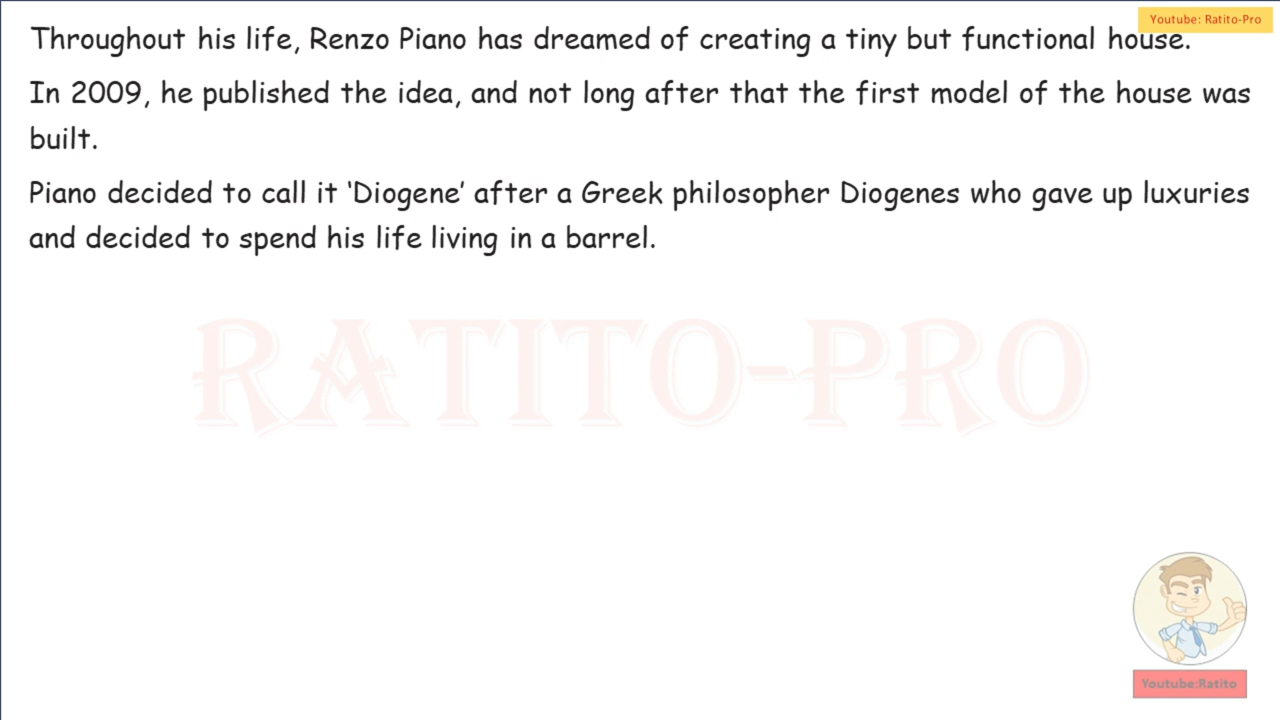 Youtube: Ratito-Pro
Throughout his life, Renzo Piano has dreamed of creating a tiny but functional house.
In 2009, he published the idea, and not long after that the first model of the house was
built.
Piano decided to call it ‘Diogene’ after a Greek philosopher Diogenes who gave up luxuries
and decided to spend his life living in a barrel.
RATITO-PRO
Youtube:Ratito